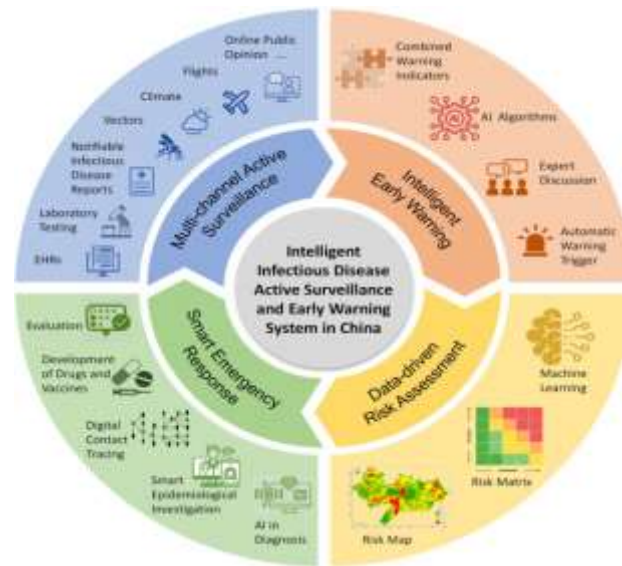 Intelligent
Infectious Disease
Active Surveillance
and Early Warning
System in China
Multi-channel Active
Surveillance
Intelligent
Early Warning
Data-driven
Risk Assessment
Smart Emergency
Response
Online Public
Opinion ...
Flights
Climate
Vectors
Notifiable
Infectious
Disease
Reports
Laboratory
Testing
EHRs
Combined
Warning
Indicators
AI
AI Algorithms
Expert
Discussion
Automatic
Warning
Trigger
Machine
Learning
Risk Matrix
Risk Map
AI in
Diagnosis
Smart
Epidemiological
Investigation
Digital
Contact
Tracing
Development
of Drugs and
Vaccines
Evaluation